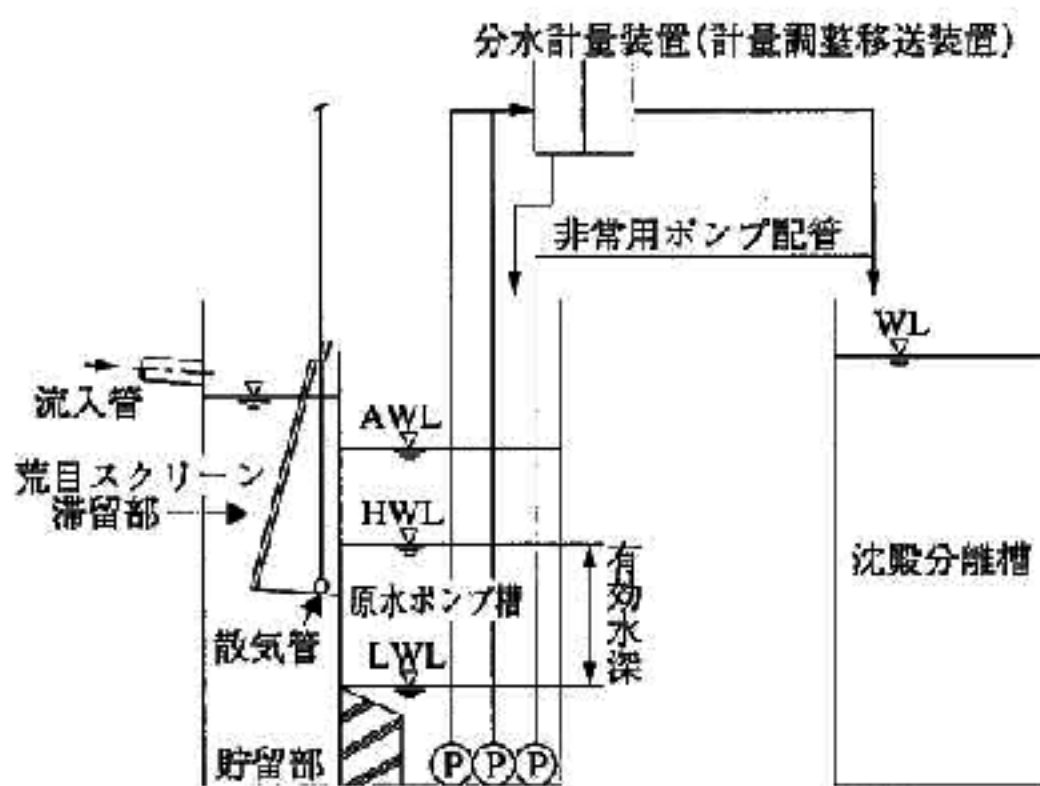 分水計量装置(計量調整移送装置)
非常用ポンプ配管
WL
流入管
AWL
荒目スクリーン
滞留部
HWL
有効水深
沈殿分離槽
原水ポンプ槽
散気管
LWL
貯留部
P P P